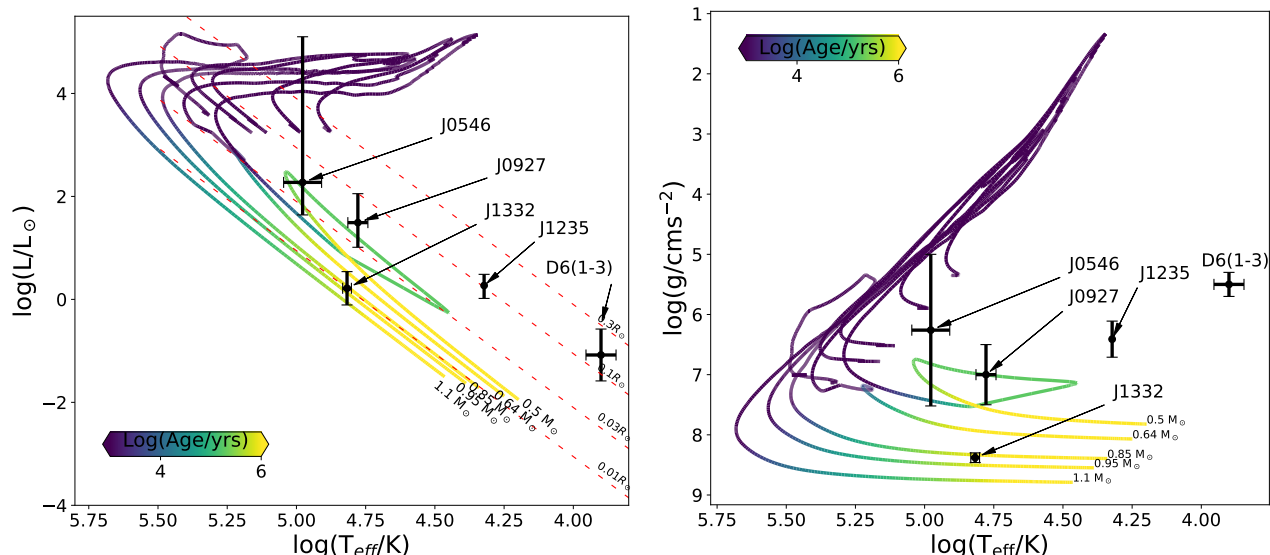 log(L/L⊙)
4
2
0
−2
−4
5.75 5.50 5.25 5.00 4.75 4.50 4.25 4.00
log(Teff/K)
J0546
J0927
J1332
J1235
D6(1-3)
0.3R⊙
0.1R⊙
0.03R⊙
0.01R⊙
0.5 M⊙
0.64 M⊙
0.85 M⊙
0.95 M⊙
1.1 M⊙
Log(Age/yrs)
4 6
log(g/cms−2)
1
2
3
4
5
6
7
8
9
5.75 5.50 5.25 5.00 4.75 4.50 4.25 4.00
log(Teff/K)
Log(Age/yrs)
4 6
J0546
J0927
J1235
D6(1-3)
J1332
0.5 M⊙
0.64 M⊙
0.85 M⊙
0.95 M⊙
1.1 M⊙